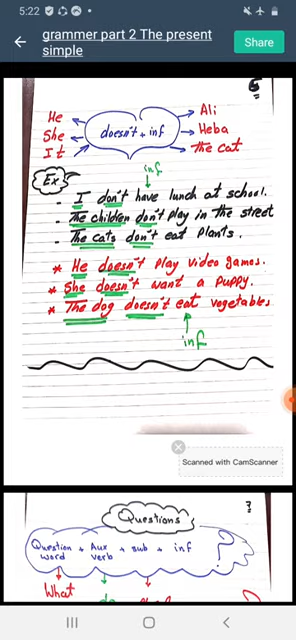 5:22
grammer part 2 The present
simple
Share
He
She
It
doesn't + inf
Ali
Heba
The cat
Ex
inf
- I don't have lunch at school.
- The children don't play in the street
- The cats don't eat plants.
* He doesn't play video games.
* She doesn't want a puppy.
* The dog doesn't eat vegetables
inf
Scanned with CamScanner
Questions
Question word + Aux verb + sub + inf ?
What